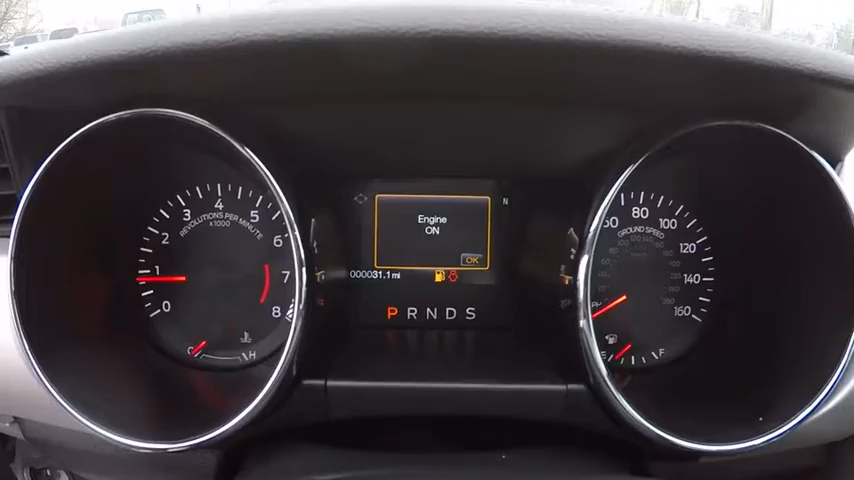 0 1 2 3 4 5 6 7 8
REVOLUTIONS PER MINUTE
x1000
C H
Engine
ON
OK
N
000031.1 mi
P R N D S
60 80 100 120 140 160
GROUND SPEED
E F